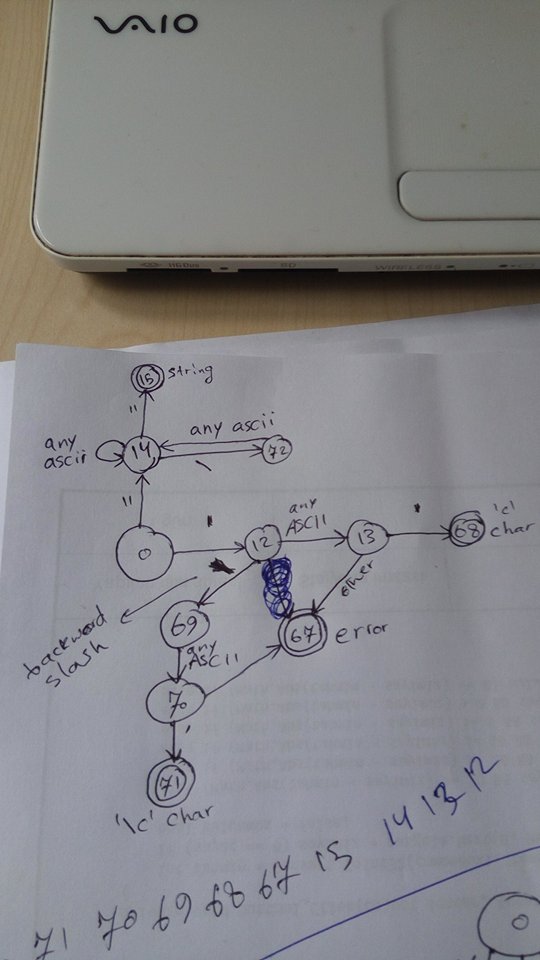 VAIO
SD
WIRELESS
15 string
"
any ascii
any ascii
14
\
72
"
'
any ASCII
'
'c' char
0
12
13
68
other
backword slash
69
67 error
any ASCII
70
'
71
'\c' char
71 70 69 68 67 15 14 13 12
0